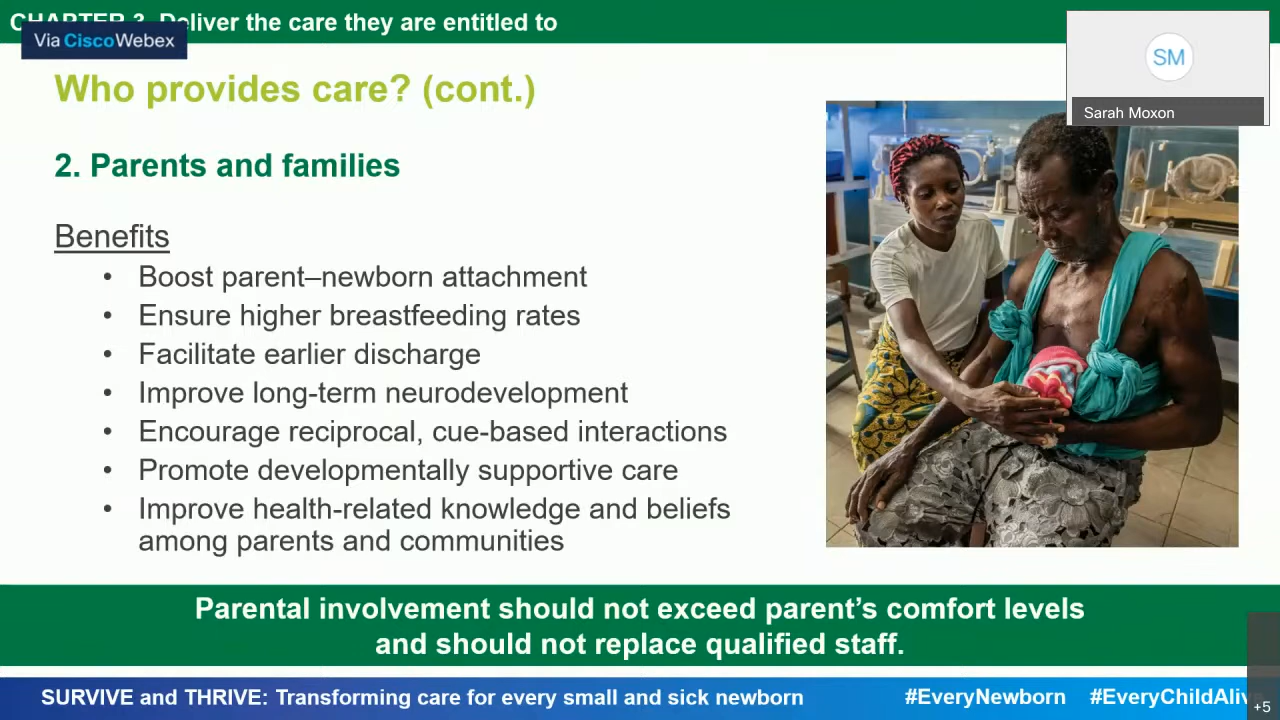 CHAPTER 3. Deliver the care they are entitled to
Via Cisco Webex
SM
Sarah Moxon
Who provides care? (cont.)
2. Parents and families
Benefits
• Boost parent–newborn attachment
• Ensure higher breastfeeding rates
• Facilitate earlier discharge
• Improve long-term neurodevelopment
• Encourage reciprocal, cue-based interactions
• Promote developmentally supportive care
• Improve health-related knowledge and beliefs
among parents and communities
Parental involvement should not exceed parent’s comfort levels
and should not replace qualified staff.
SURVIVE and THRIVE: Transforming care for every small and sick newborn #EveryNewborn #EveryChildAlive
+5